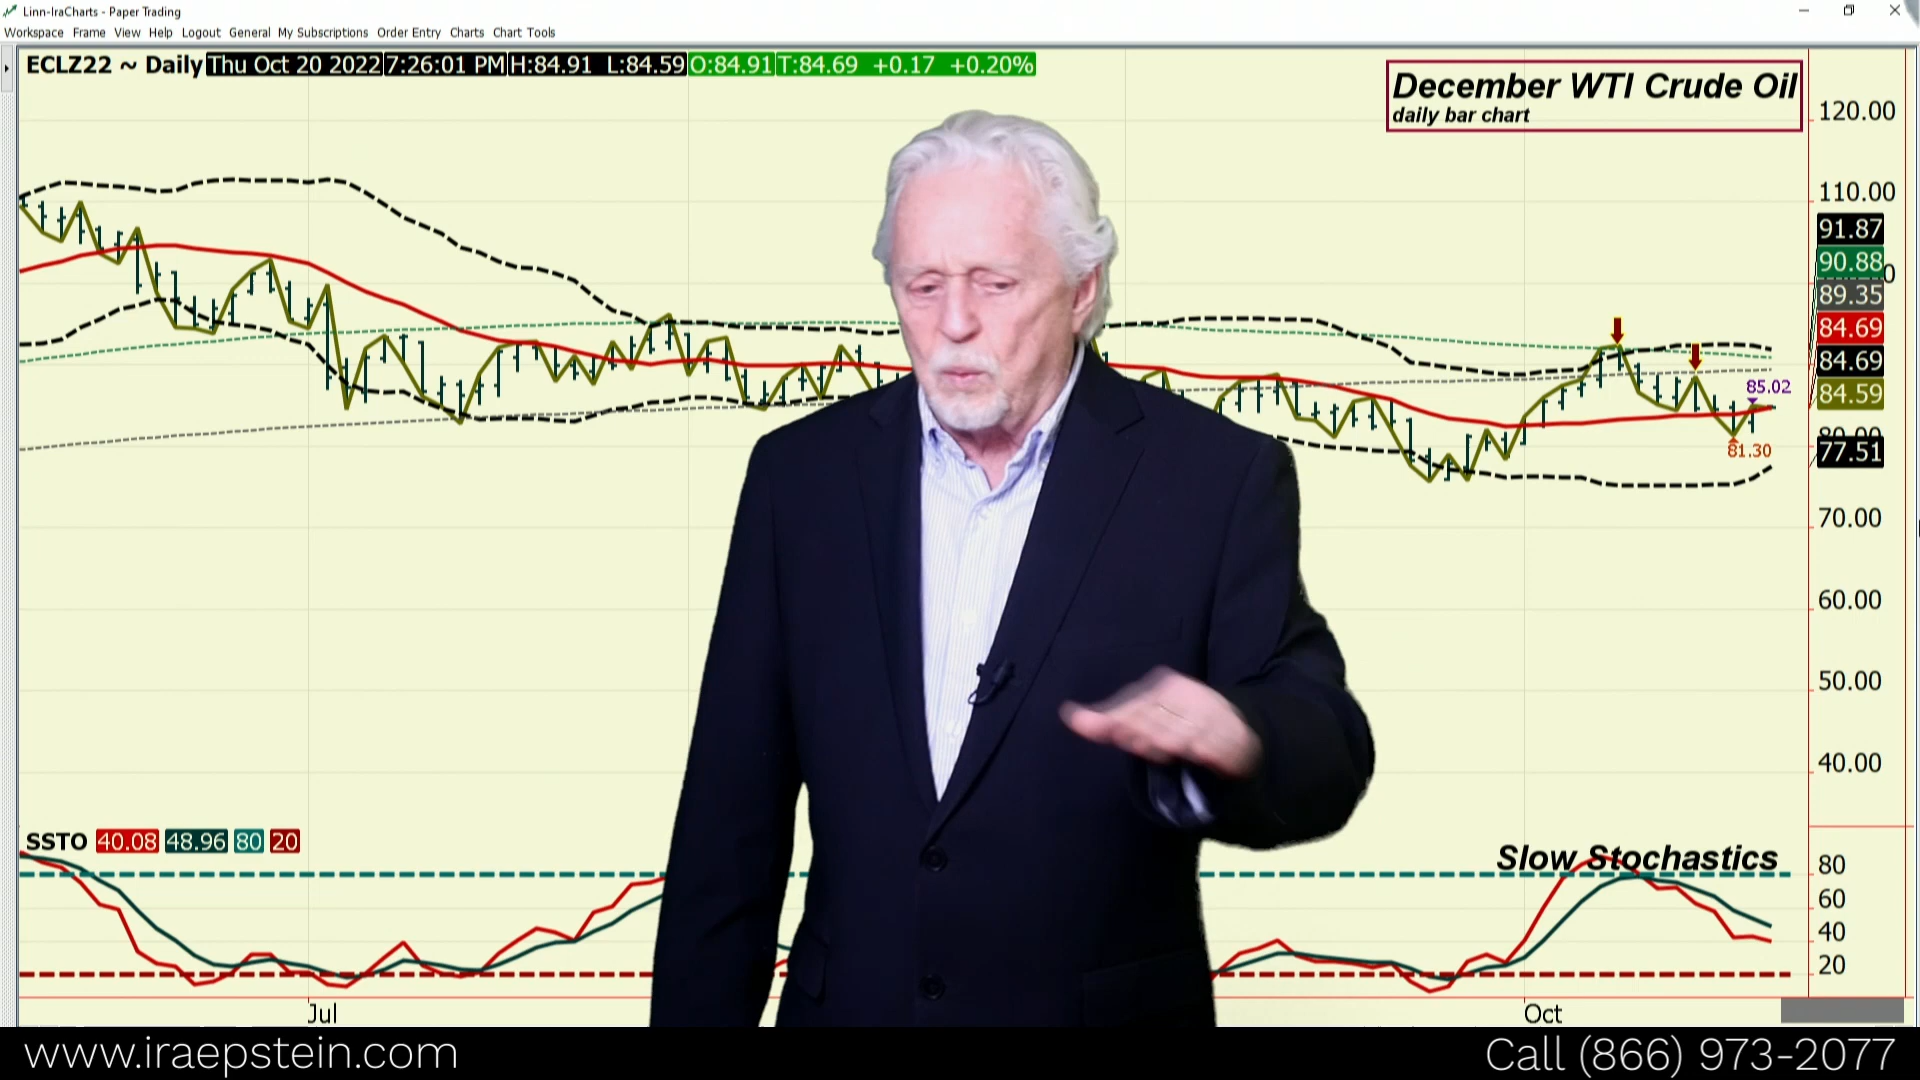 Linn-IraCharts - Paper Trading
Workspace Frame View Help Logout General My Subscriptions Order Entry Charts Chart Tools
ECLZ22 ~ Daily Thu Oct 20 2022 7:26:01 PM H:84.91 L:84.59 O:84.91 T:84.69 +0.17 +0.20%
December WTI Crude Oil
daily bar chart
120.00
110.00
91.87
90.88
89.35
84.69
84.69
84.59
85.02
81.30
77.51
70.00
60.00
50.00
40.00
SSTO 40.08 48.96 80 20
Slow Stochastics
80
60
40
20
Jul
Oct
www.iraepstein.com
Call (866) 973-2077